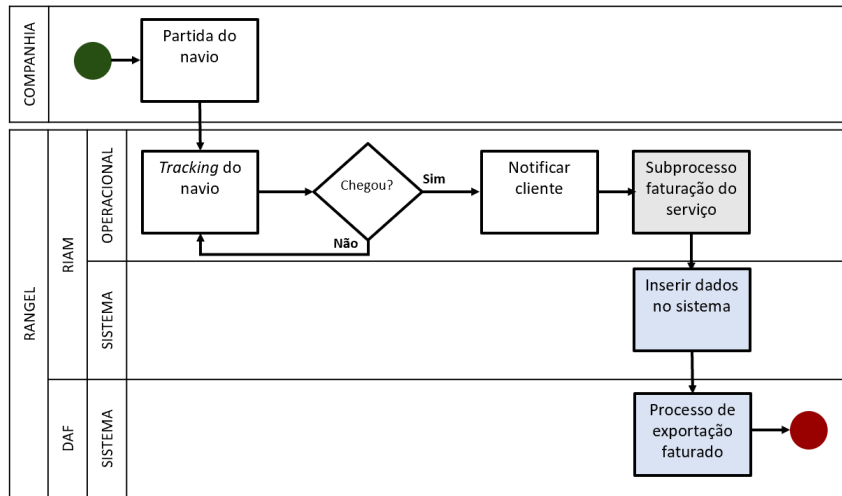 COMPANHIA
Partida do
navio
RANGEL
RIAM
OPERACIONAL
Tracking do
navio
Chegou?
Sim
Não
Notificar
cliente
Subprocesso
faturação do
serviço
SISTEMA
Inserir dados
no sistema
DAF
SISTEMA
Processo de
exportação
faturado